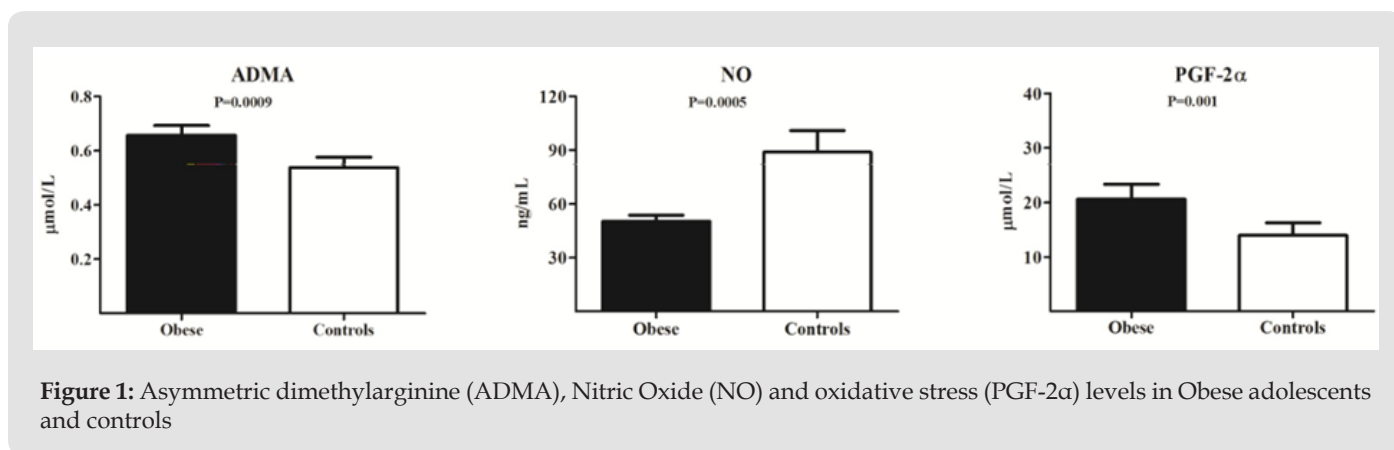 ADMA
P=0.0009
0.8
0.6
0.4
0.2
μmol/L
Obese
Controls
NO
P=0.0005
120
90
60
30
ng/mL
Obese
Controls
PGF-2α
P=0.001
40
30
20
10
μmol/L
Obese
Controls
Figure 1: Asymmetric dimethylarginine (ADMA), Nitric Oxide (NO) and oxidative stress (PGF-2α) levels in Obese adolescents
and controls